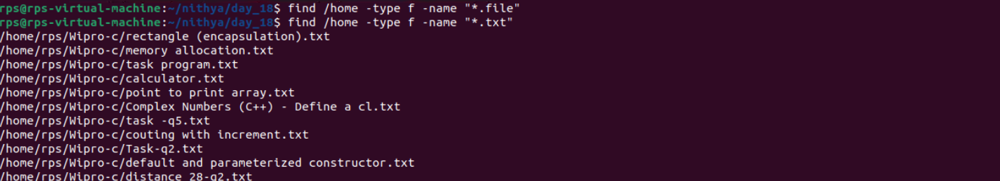 rps@rps-virtual-machine:~/nithya/day_18$ find /home -type f -name "*.file"
rps@rps-virtual-machine:~/nithya/day_18$ find /home -type f -name "*.txt"
/home/rps/Wipro-c/rectangle (encapsulation).txt
/home/rps/Wipro-c/memory allocation.txt
/home/rps/Wipro-c/task program.txt
/home/rps/Wipro-c/calculator.txt
/home/rps/Wipro-c/point to print array.txt
/home/rps/Wipro-c/Complex Numbers (C++) - Define a cl.txt
/home/rps/Wipro-c/task -q5.txt
/home/rps/Wipro-c/couting with increment.txt
/home/rps/Wipro-c/Task-q2.txt
/home/rps/Wipro-c/default and parameterized constructor.txt
/home/rps/Wipro-c/distance 28-q2.txt